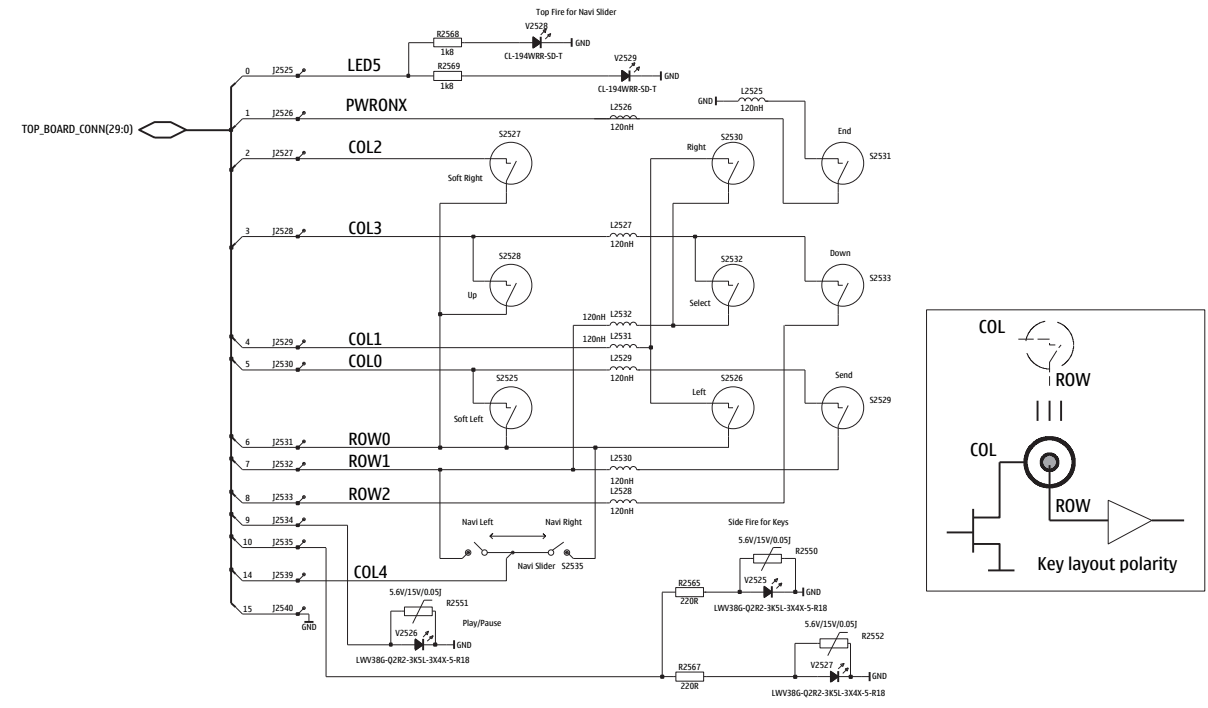 Top Fire for Navi Slider
V2528
R2568
1k8
CL-194WRR-SD-T
GND
V2529
R2569
1k8
CL-194WRR-SD-T
GND
0 J2525 LED5
L2525
GND
120nH
1 J2526 PWRONX
L2526
120nH
TOP_BOARD_CONN(29:0)
2 J2527 COL2
S2527
Soft Right
S2530
Right
End
S2531
3 J2528 COL3
L2527
120nH
S2528
Up
S2532
Select
Down
S2533
120nH L2532
4 J2529 COL1
120nH L2531
5 J2530 COL0
L2529
120nH
S2525
Soft Left
S2526
Left
Send
S2529
6 J2531 ROW0
7 J2532 ROW1
L2530
120nH
8 J2533 ROW2
L2528
120nH
9 J2534
10 J2535
Navi Left
Navi Right
Navi Slider S2535
14 J2539 COL4
15 J2540
GND
5.6V/15V/0.05J
R2551
Play/Pause
V2526
GND
LWV38G-Q2R2-3K5L-3X4X-5-R18
Side Fire for Keys
5.6V/15V/0.05J
R2550
R2565
220R
V2525
GND
LWV38G-Q2R2-3K5L-3X4X-5-R18
5.6V/15V/0.05J
R2552
R2567
220R
V2527
GND
LWV38G-Q2R2-3K5L-3X4X-5-R18
COL
ROW
COL
ROW
Key layout polarity